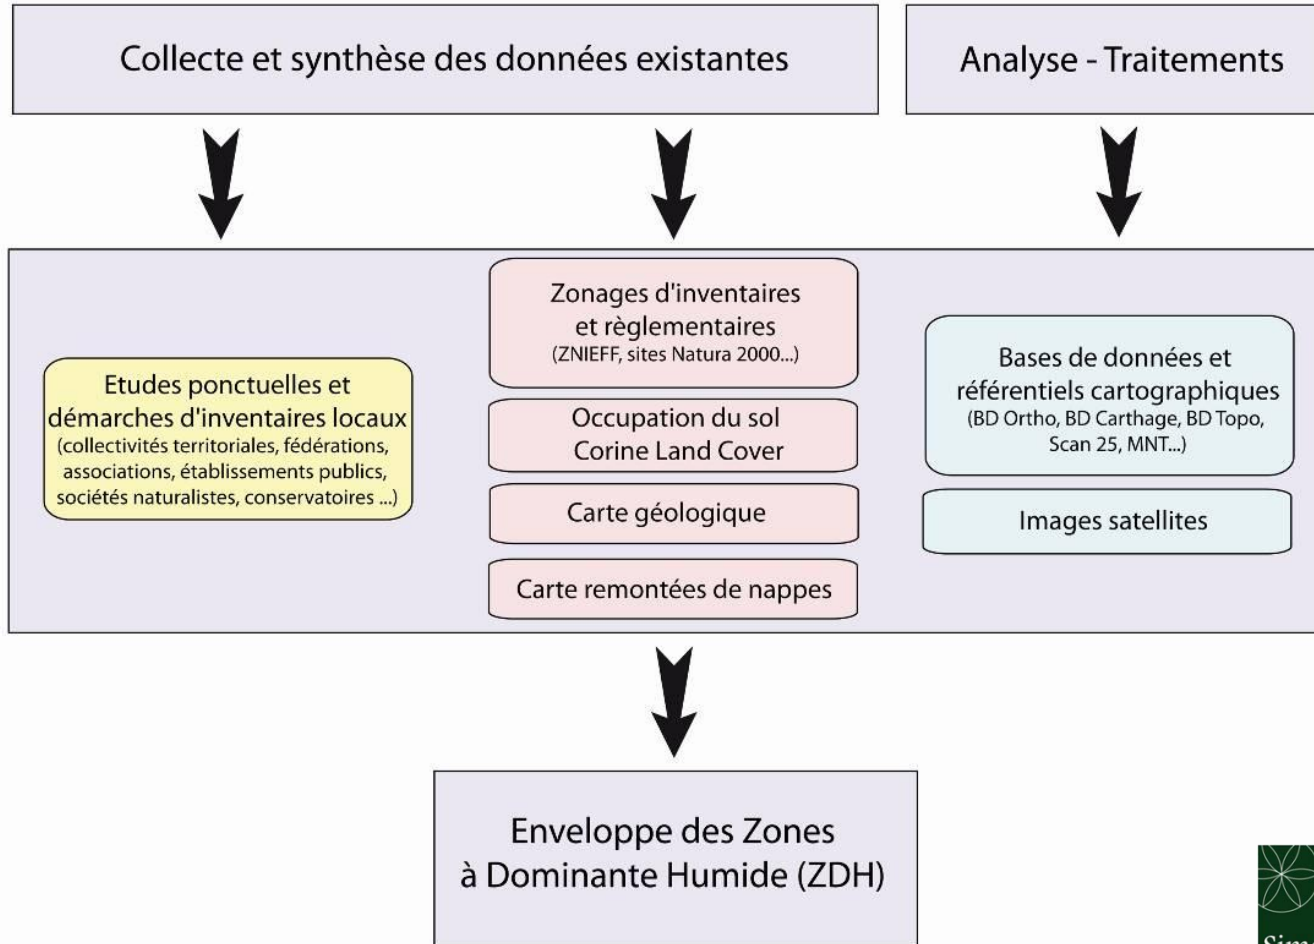 Collecte et synthèse des données existantes
Analyse - Traitements
Etudes ponctuelles et
démarches d'inventaires locaux
(collectivités territoriales, fédérations,
associations, établissements publics,
sociétés naturalistes, conservatoires ...)
Zonages d'inventaires
et règlementaires
(ZNIEFF, sites Natura 2000...)
Occupation du sol
Corine Land Cover
Carte géologique
Carte remontées de nappes
Bases de données et
référentiels cartographiques
(BD Ortho, BD Carthage, BD Topo,
Scan 25, MNT...)
Images satellites
Enveloppe des Zones
à Dominante Humide (ZDH)